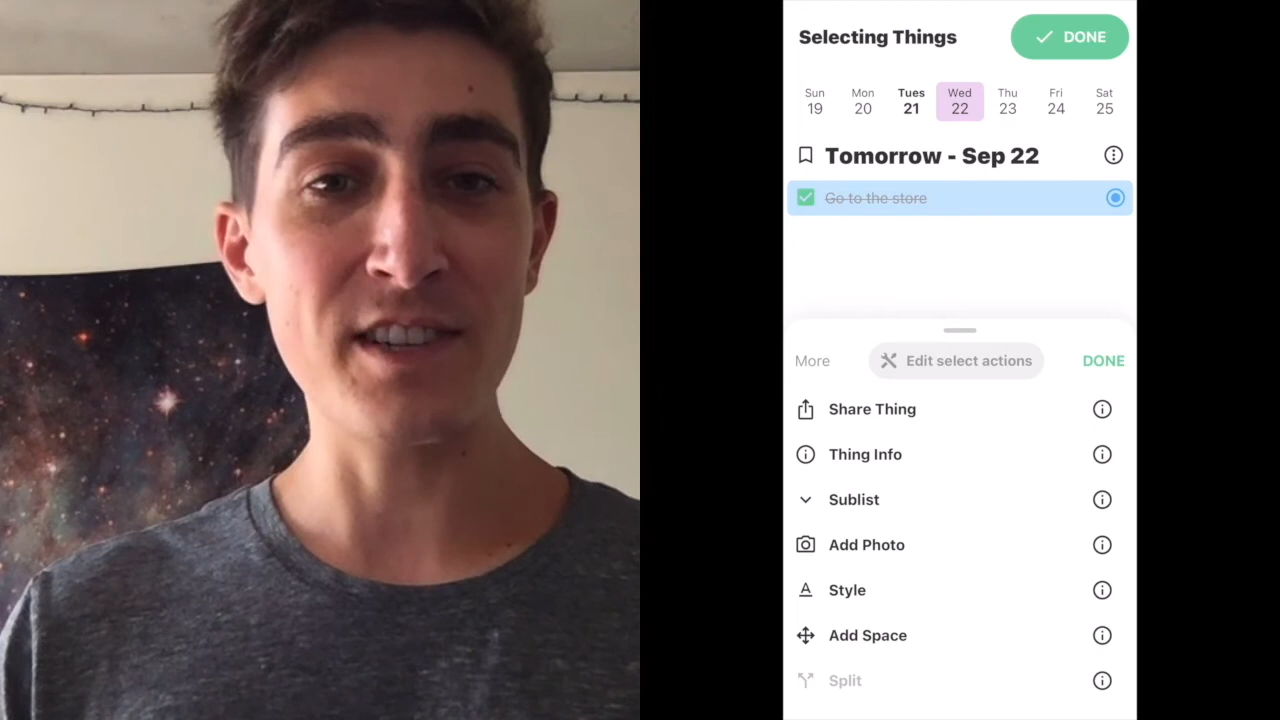 Selecting Things
DONE
Sun Mon Tues Wed Thu Fri Sat
19 20 21 22 23 24 25
Tomorrow - Sep 22
Go to the store
More Edit select actions DONE
Share Thing
Thing Info
Sublist
Add Photo
Style
Add Space
Split